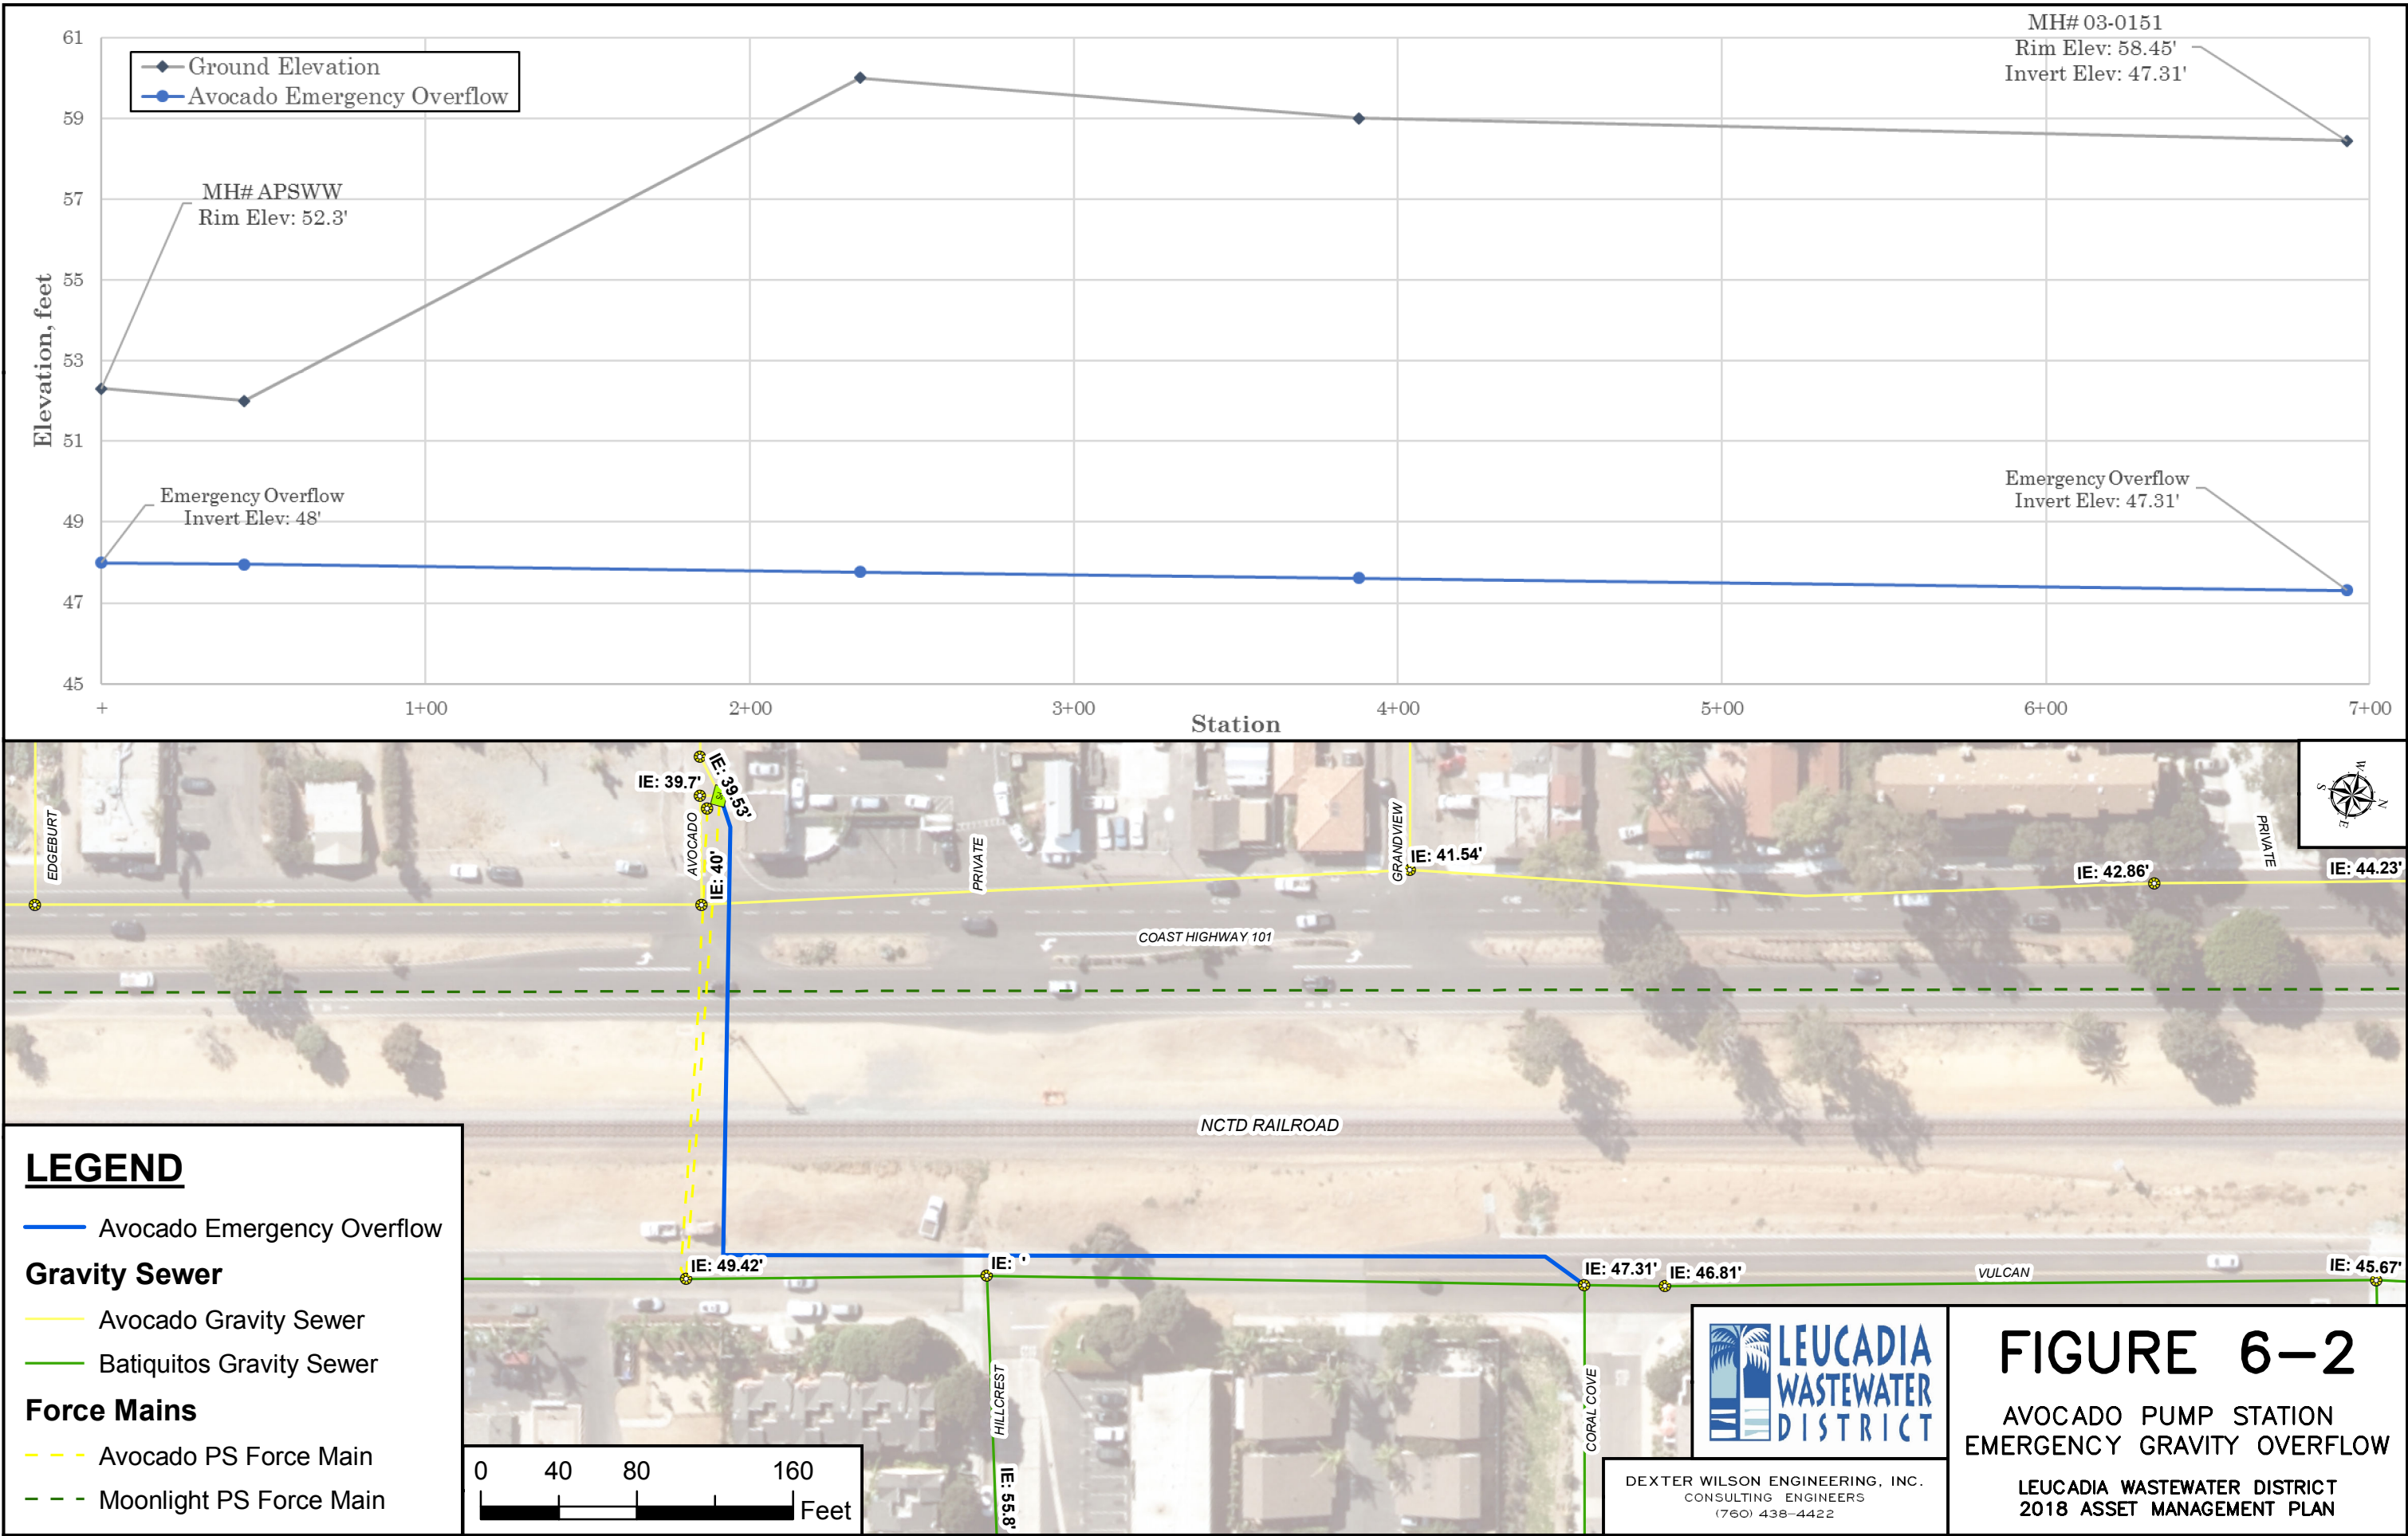 61
59
57
55
53
51
49
47
45
Elevation, feet
Ground Elevation
Avocado Emergency Overflow
MH# APSWW
Rim Elev: 52.3'
Emergency Overflow
Invert Elev: 48'
MH# 03-0151
Rim Elev: 58.45'
Invert Elev: 47.31'
Emergency Overflow
Invert Elev: 47.31'
+ 1+00 2+00 3+00 4+00 5+00 6+00 7+00
Station
W
N
S
E
EDGEBURT
IE: 39.7'
IE: 39.53'
PS
AVOCADO
IE: 40'
PRIVATE
GRANDVIEW
IE: 41.54'
IE: 42.86'
PRIVATE
IE: 44.23'
COAST HIGHWAY 101
NCTD RAILROAD
IE: 49.42'
IE: '
IE: 47.31'
IE: 46.81'
VULCAN
IE: 45.67'
HILLCREST
IE: 55.8'
CORAL COVE
LEGEND
Avocado Emergency Overflow
Gravity Sewer
Avocado Gravity Sewer
Batiquitos Gravity Sewer
Force Mains
Avocado PS Force Main
Moonlight PS Force Main
0 40 80 160
Feet
LEUCADIA
WASTEWATER
DISTRICT
DEXTER WILSON ENGINEERING, INC.
CONSULTING ENGINEERS
(760) 438-4422
FIGURE 6-2
AVOCADO PUMP STATION
EMERGENCY GRAVITY OVERFLOW
LEUCADIA WASTEWATER DISTRICT
2018 ASSET MANAGEMENT PLAN